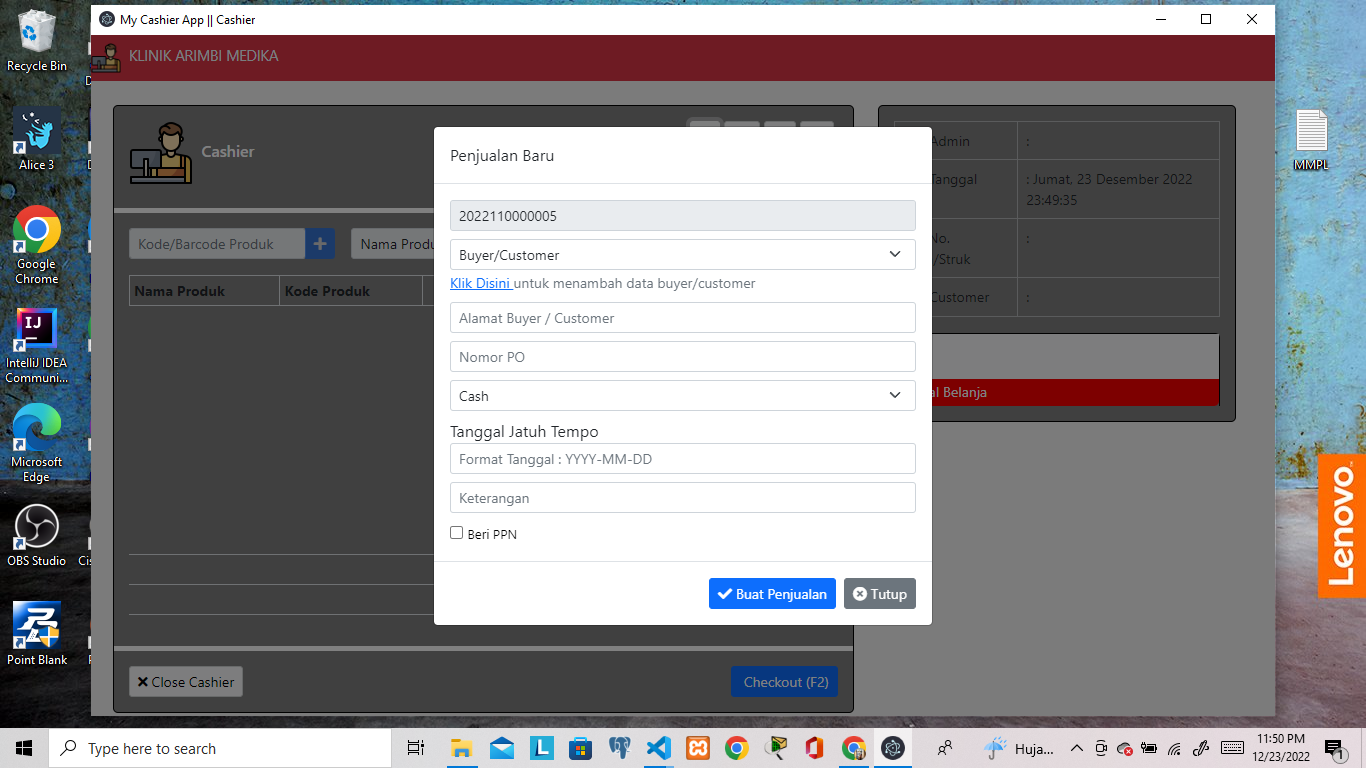 My Cashier App || Cashier
KLINIK ARIMBI MEDIKA
Recycle Bin
Alice 3
Google
Chrome
IJ
IntelliJ IDEA
Communi...
Microsoft
Edge
OBS Studio
Cis
Point Blank
MMPL
Lenovo
Cashier
Kode/Barcode Produk
Nama Produ
Nama Produk
Kode Produk
Penjualan Baru
2022110000005
Buyer/Customer
Klik Disini untuk menambah data buyer/customer
Alamat Buyer / Customer
Nomor PO
Cash
Tanggal Jatuh Tempo
Format Tanggal : YYYY-MM-DD
Keterangan
Beri PPN
Buat Penjualan
Tutup
Admin :
Tanggal : Jumat, 23 Desember 2022
23:49:35
No. :
/Struk
Customer :
al Belanja
Close Cashier
Checkout (F2)
Type here to search
L
Huja...
11:50 PM
12/23/2022
1